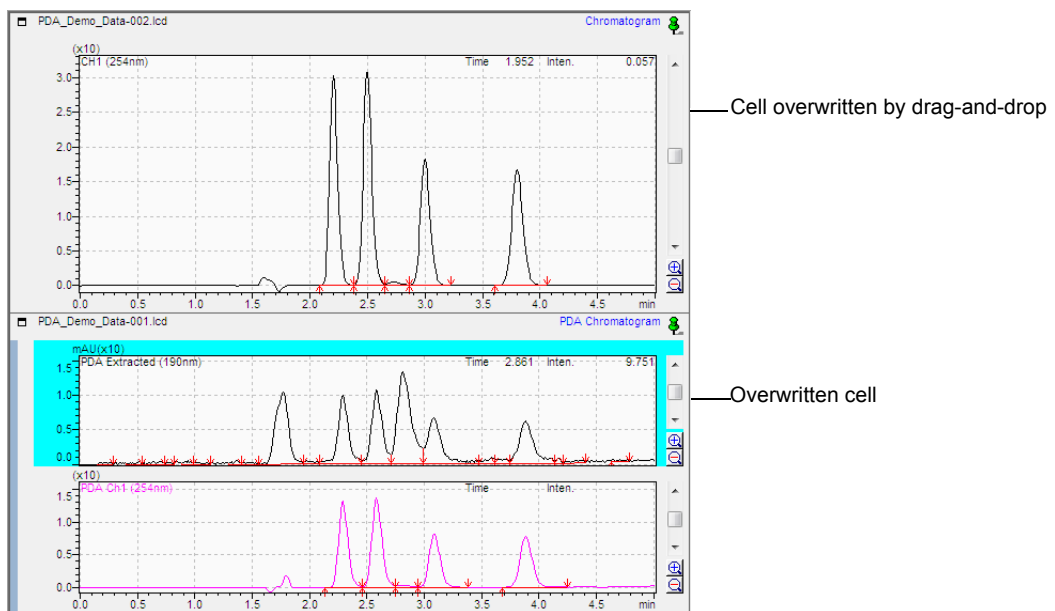 PDA_Demo_Data-002.lcd Chromatogram
(x10)
CH1 (254nm) Time 1.952 Inten. 0.057
3.0
2.5
2.0
1.5
1.0
0.5
0.0
0.0 0.5 1.0 1.5 2.0 2.5 3.0 3.5 4.0 4.5 min
Cell overwritten by drag-and-drop
PDA_Demo_Data-001.lcd PDA Chromatogram
mAU(x10)
PDA Extracted (190nm) Time 2.861 Inten. 9.751
1.5
1.0
0.5
0.0
Overwritten cell
(x10)
PDA Ch1 (254nm) Time Inten.
1.5
1.0
0.5
0.0
0.0 0.5 1.0 1.5 2.0 2.5 3.0 3.5 4.0 4.5 min